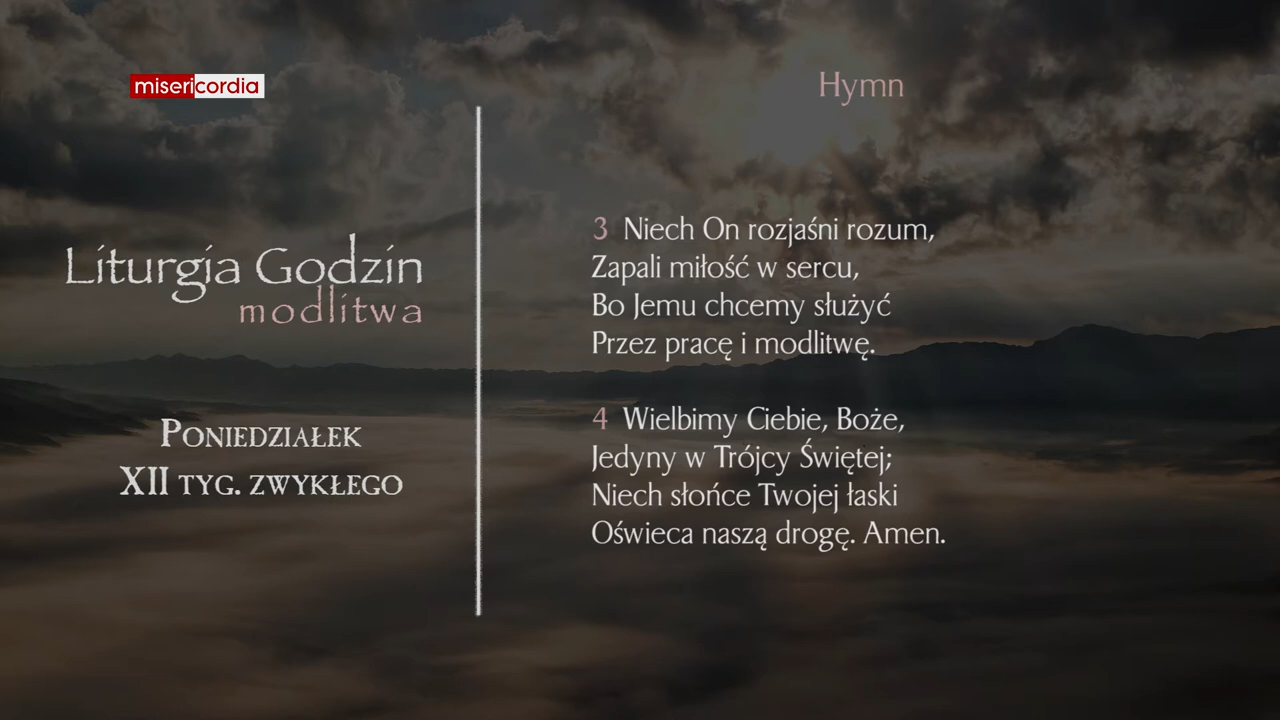 misericordia
Liturgia Godzin
modlitwa
Poniedziałek
XII tyg. zwykłego
Hymn
3 Niech On rozjaśni rozum,
Zapali miłość w sercu,
Bo Jemu chcemy służyć
Przez pracę i modlitwę.
4 Wielbimy Ciebie, Boże,
Jedyny w Trójcy Świętej;
Niech słońce Twojej łaski
Oświeca naszą drogę. Amen.